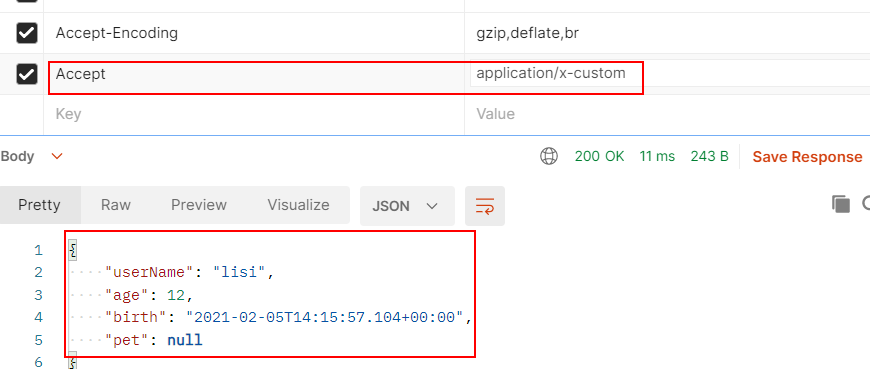 Accept-Encoding gzip,deflate,br
Accept application/x-custom
Key Value
Body 200 OK 11 ms 243 B Save Response
Pretty Raw Preview Visualize JSON
1 {
2 ····"userName": "lisi",
3 ····"age": 12,
4 ····"birth": "2021-02-05T14:15:57.104+00:00",
5 ····"pet": null
6 }